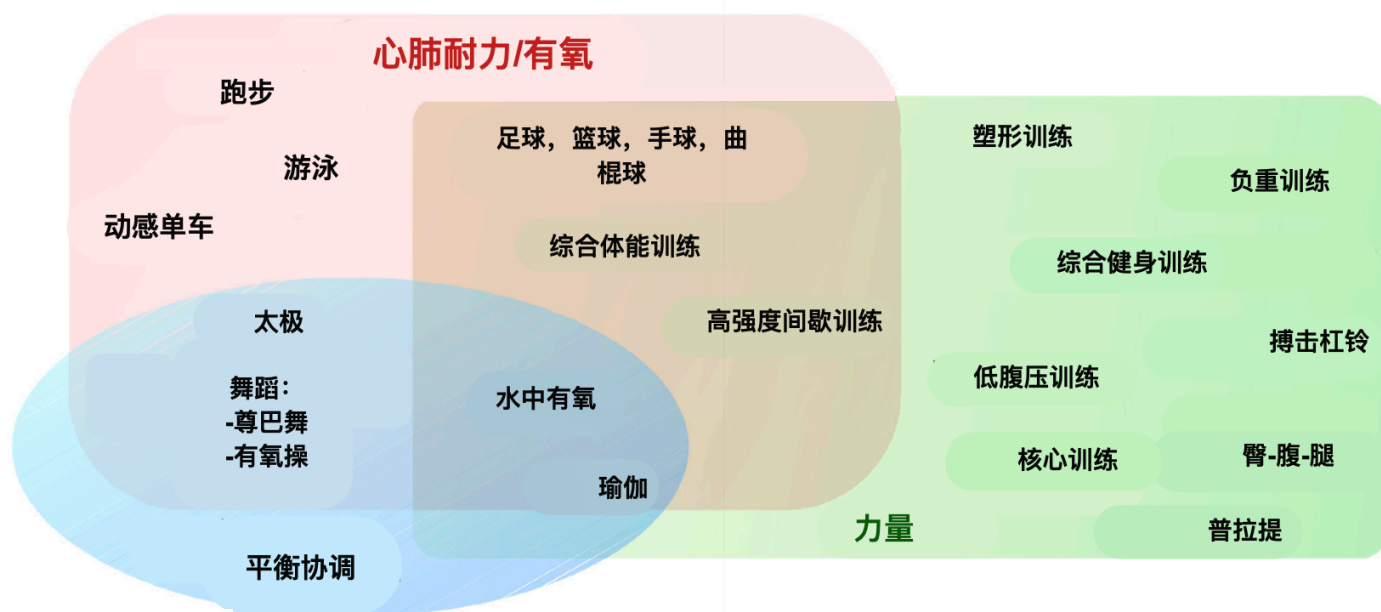 心肺耐力/有氧
跑步
游泳
动感单车
足球，篮球，手球，曲
棍球
综合体能训练
高强度间歇训练
塑形训练
负重训练
综合健身训练
搏击杠铃
低腹压训练
核心训练
臀-腹-腿
普拉提
力量
太极
舞蹈：
-尊巴舞
-有氧操
水中有氧
瑜伽
平衡协调